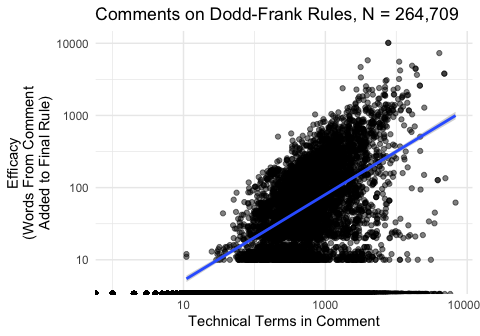 Comments on Dodd-Frank Rules, N = 264,709
Efficacy
(Words From Comment
Added to Final Rule)
10000
1000
100
10
10
1000
10000
Technical Terms in Comment